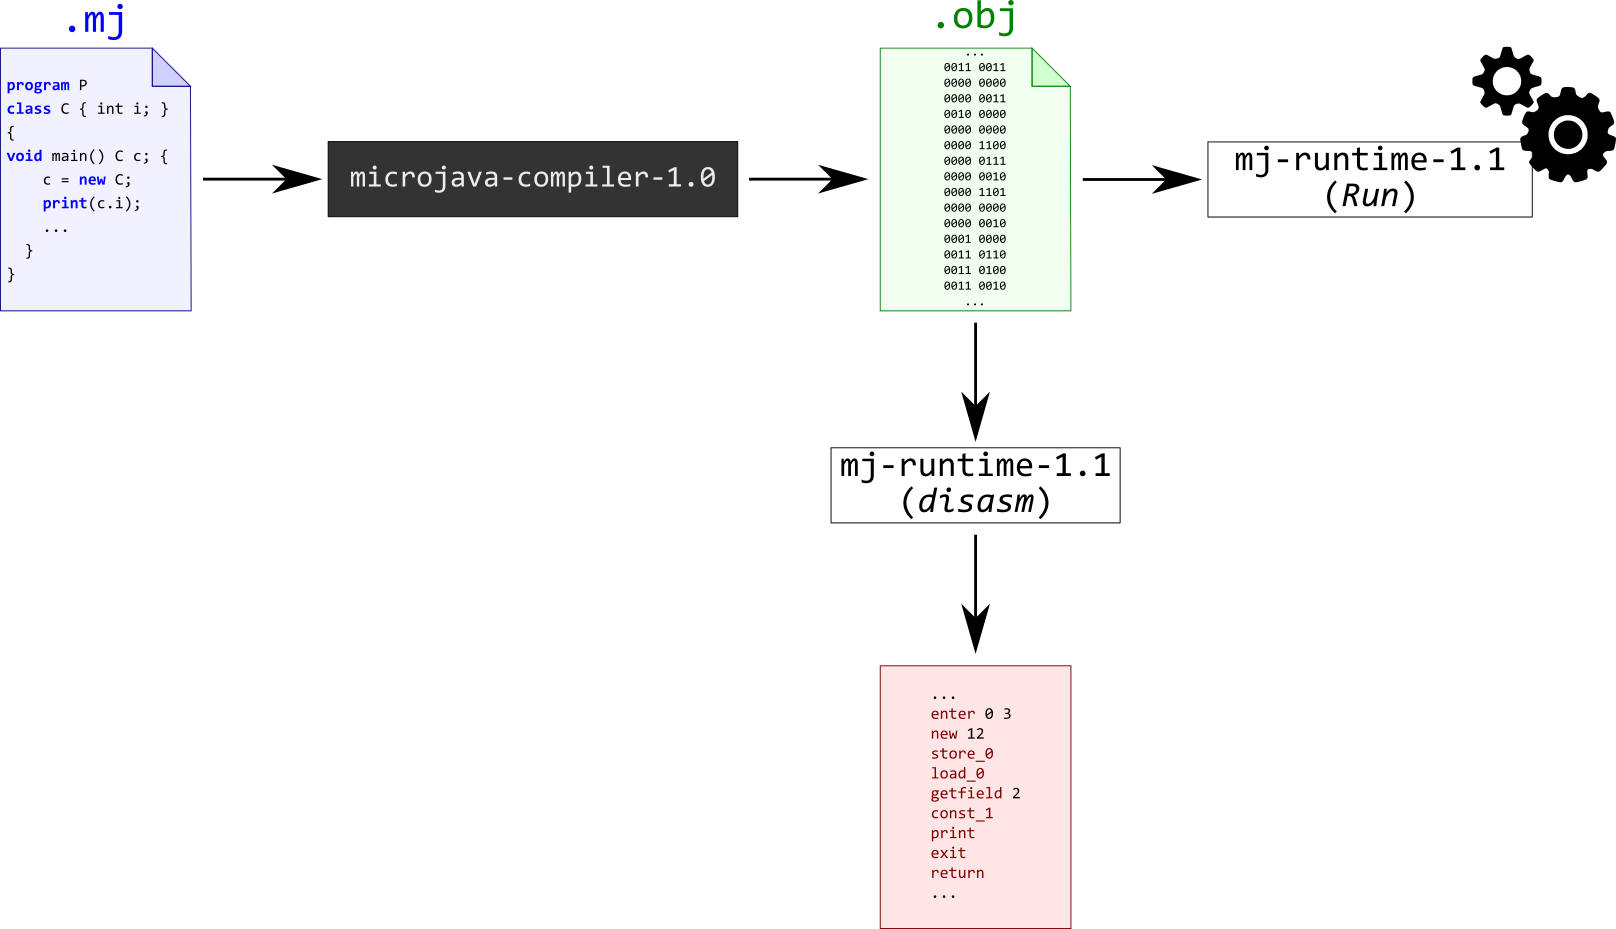 .mj
program P
class C { int i; }
{
void main() C c; {
c = new C;
print(c.i);
...
}
}
microjava-compiler-1.0
.obj
...
0011 0011
0000 0000
0000 0011
0010 0000
0000 0000
0000 1100
0000 0111
0000 0010
0000 1101
0000 0000
0000 0010
0001 0000
0011 0110
0011 0100
0011 0010
...
mj-runtime-1.1
(Run)
mj-runtime-1.1
(disasm)
...
enter 0 3
new 12
store_0
load_0
getfield 2
const_1
print
exit
return
...